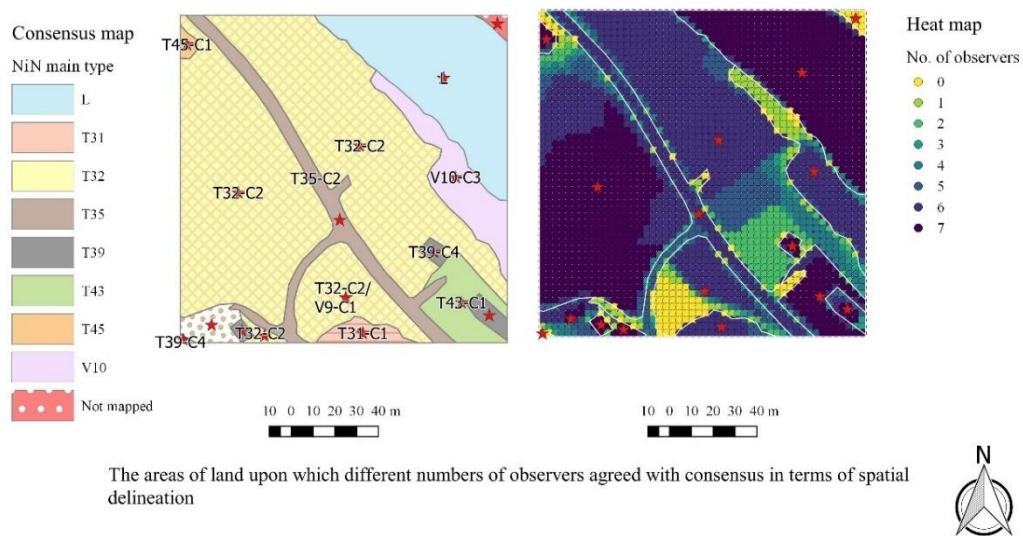 Consensus map
NiN main type
L
T31
T32
T35
T39
T43
T45
V10
Not mapped
T45-C1
L
T32-C2
T35-C2
V10-C3
T32-C2
T39-C4
T32-C2/
V9-C1
T43-C1
T32-C2
T31-C1
T39-C4
Heat map
No. of observers
0
1
2
3
4
5
6
7
10 0 10 20 30 40 m
10 0 10 20 30 40 m
The areas of land upon which different numbers of observers agreed with consensus in terms of spatial
delineation
N